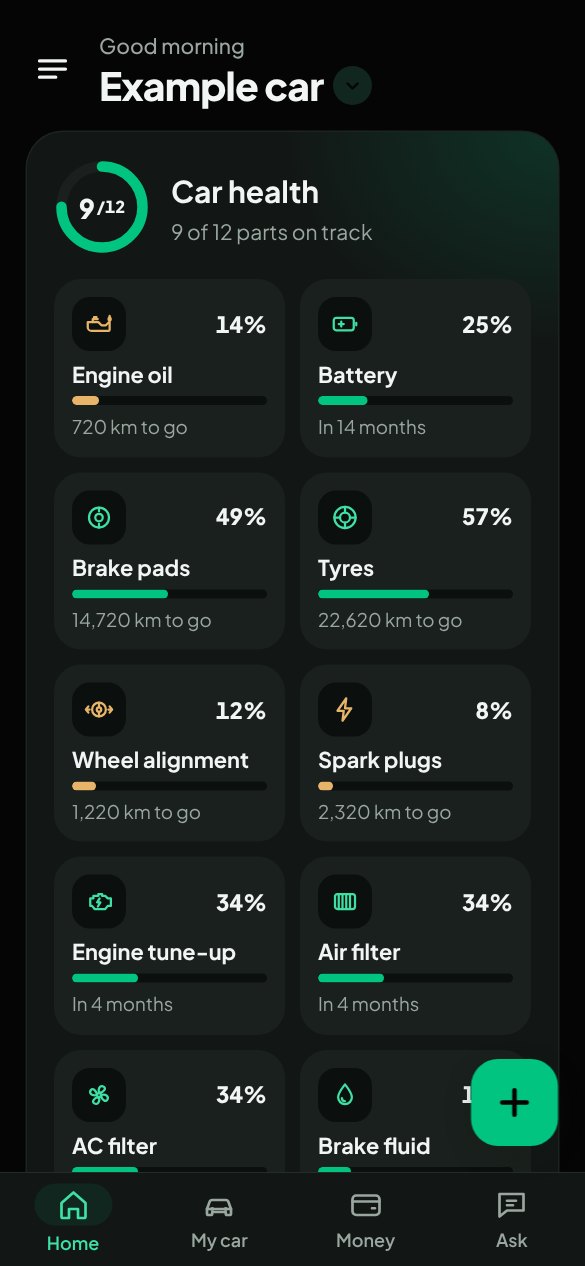 Good morning
Example car
9/12
Car health
9 of 12 parts on track
14%
Engine oil
720 km to go
25%
Battery
In 14 months
49%
Brake pads
14,720 km to go
57%
Tyres
22,620 km to go
12%
Wheel alignment
1,220 km to go
8%
Spark plugs
2,320 km to go
34%
Engine tune-up
In 4 months
34%
Air filter
In 4 months
34%
AC filter
Brake fluid
Home
My car
Money
Ask